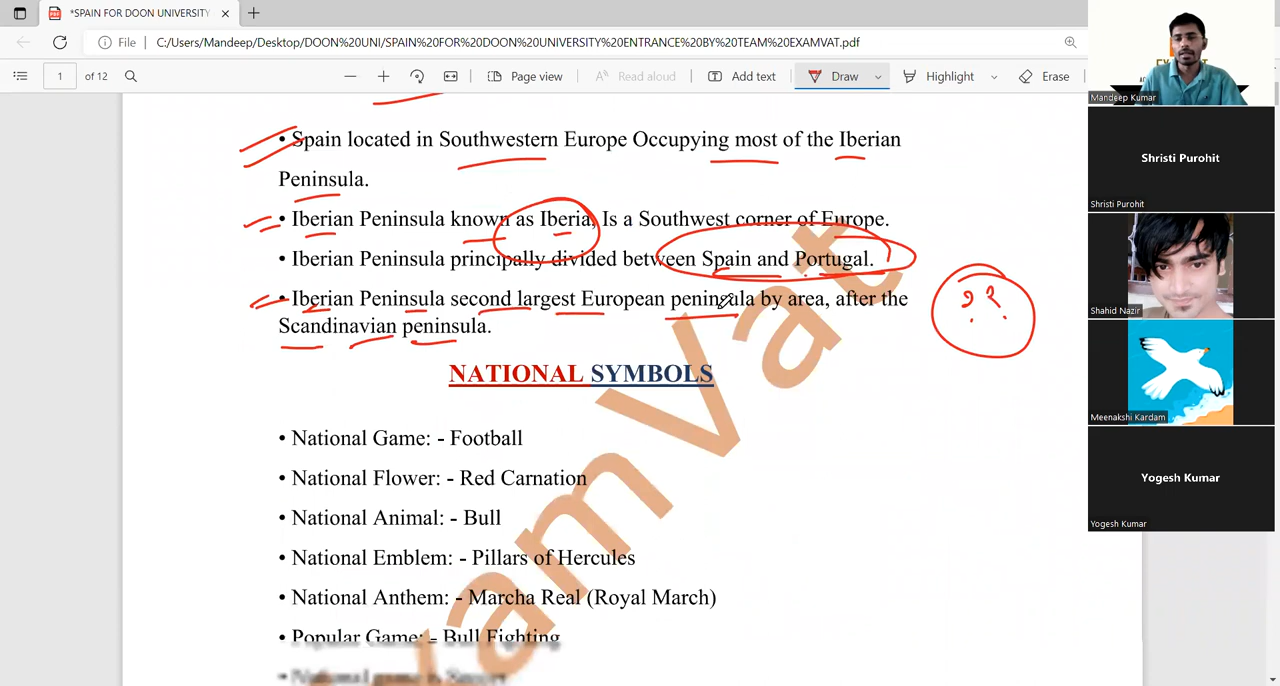 *SPAIN FOR DOON UNIVERSITY
File C:/Users/Mandeep/Desktop/DOON%20UNI/SPAIN%20FOR%20DOON%20UNIVERSITY%20ENTRANCE%20BY%20TEAM%20EXAMVAT.pdf
1 of 12 Page view Read aloud Add text Draw Highlight Erase
• Spain located in Southwestern Europe Occupying most of the Iberian
Peninsula.
• Iberian Peninsula known as Iberia, Is a Southwest corner of Europe.
• Iberian Peninsula principally divided between Spain and Portugal.
• Iberian Peninsula second largest European peninsula by area, after the
Scandinavian peninsula.
??
NATIONAL SYMBOLS
• National Game: - Football
• National Flower: - Red Carnation
• National Animal: - Bull
• National Emblem: - Pillars of Hercules
• National Anthem: - Marcha Real (Royal March)
• Popular Game: - Bull Fighting
• National game is Soccer
amVat
Mandeep Kumar
Shristi Purohit
Shristi Purohit
Shahid Nazir
Meenakshi Kardam
Yogesh Kumar
Yogesh Kumar